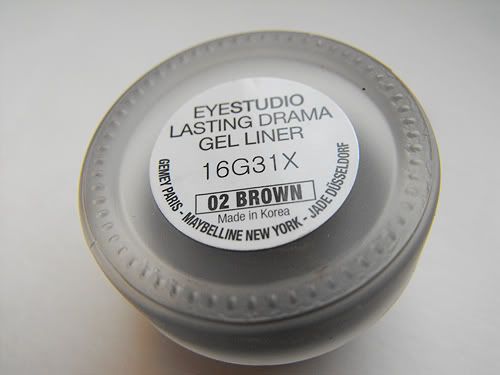 EYESTUDIO
LASTING DRAMA
GEL LINER
16G31X
02 BROWN
Made in Korea
GEMEY PARIS - MAYBELLINE NEW YORK - JADE DÜSSELDORF